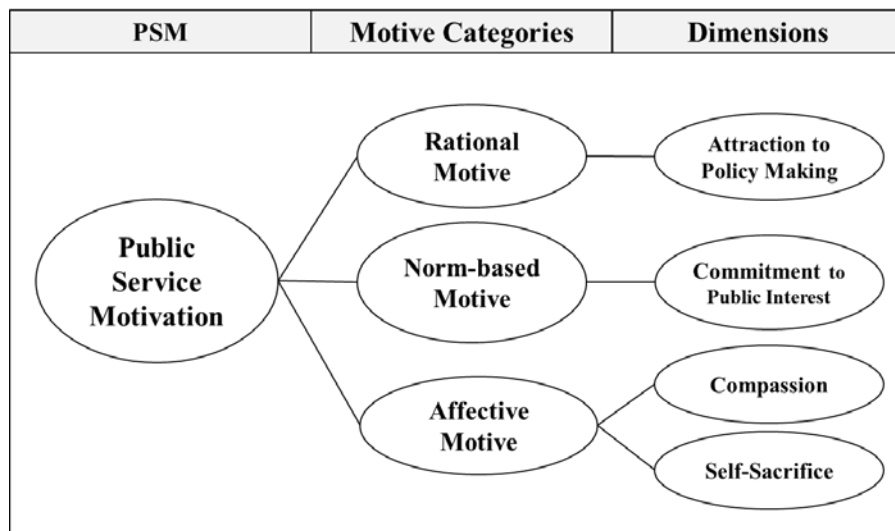 PSM
Motive Categories
Dimensions
Public
Service
Motivation
Rational
Motive
Attraction to
Policy Making
Norm-based
Motive
Commitment to
Public Interest
Affective
Motive
Compassion
Self-Sacrifice